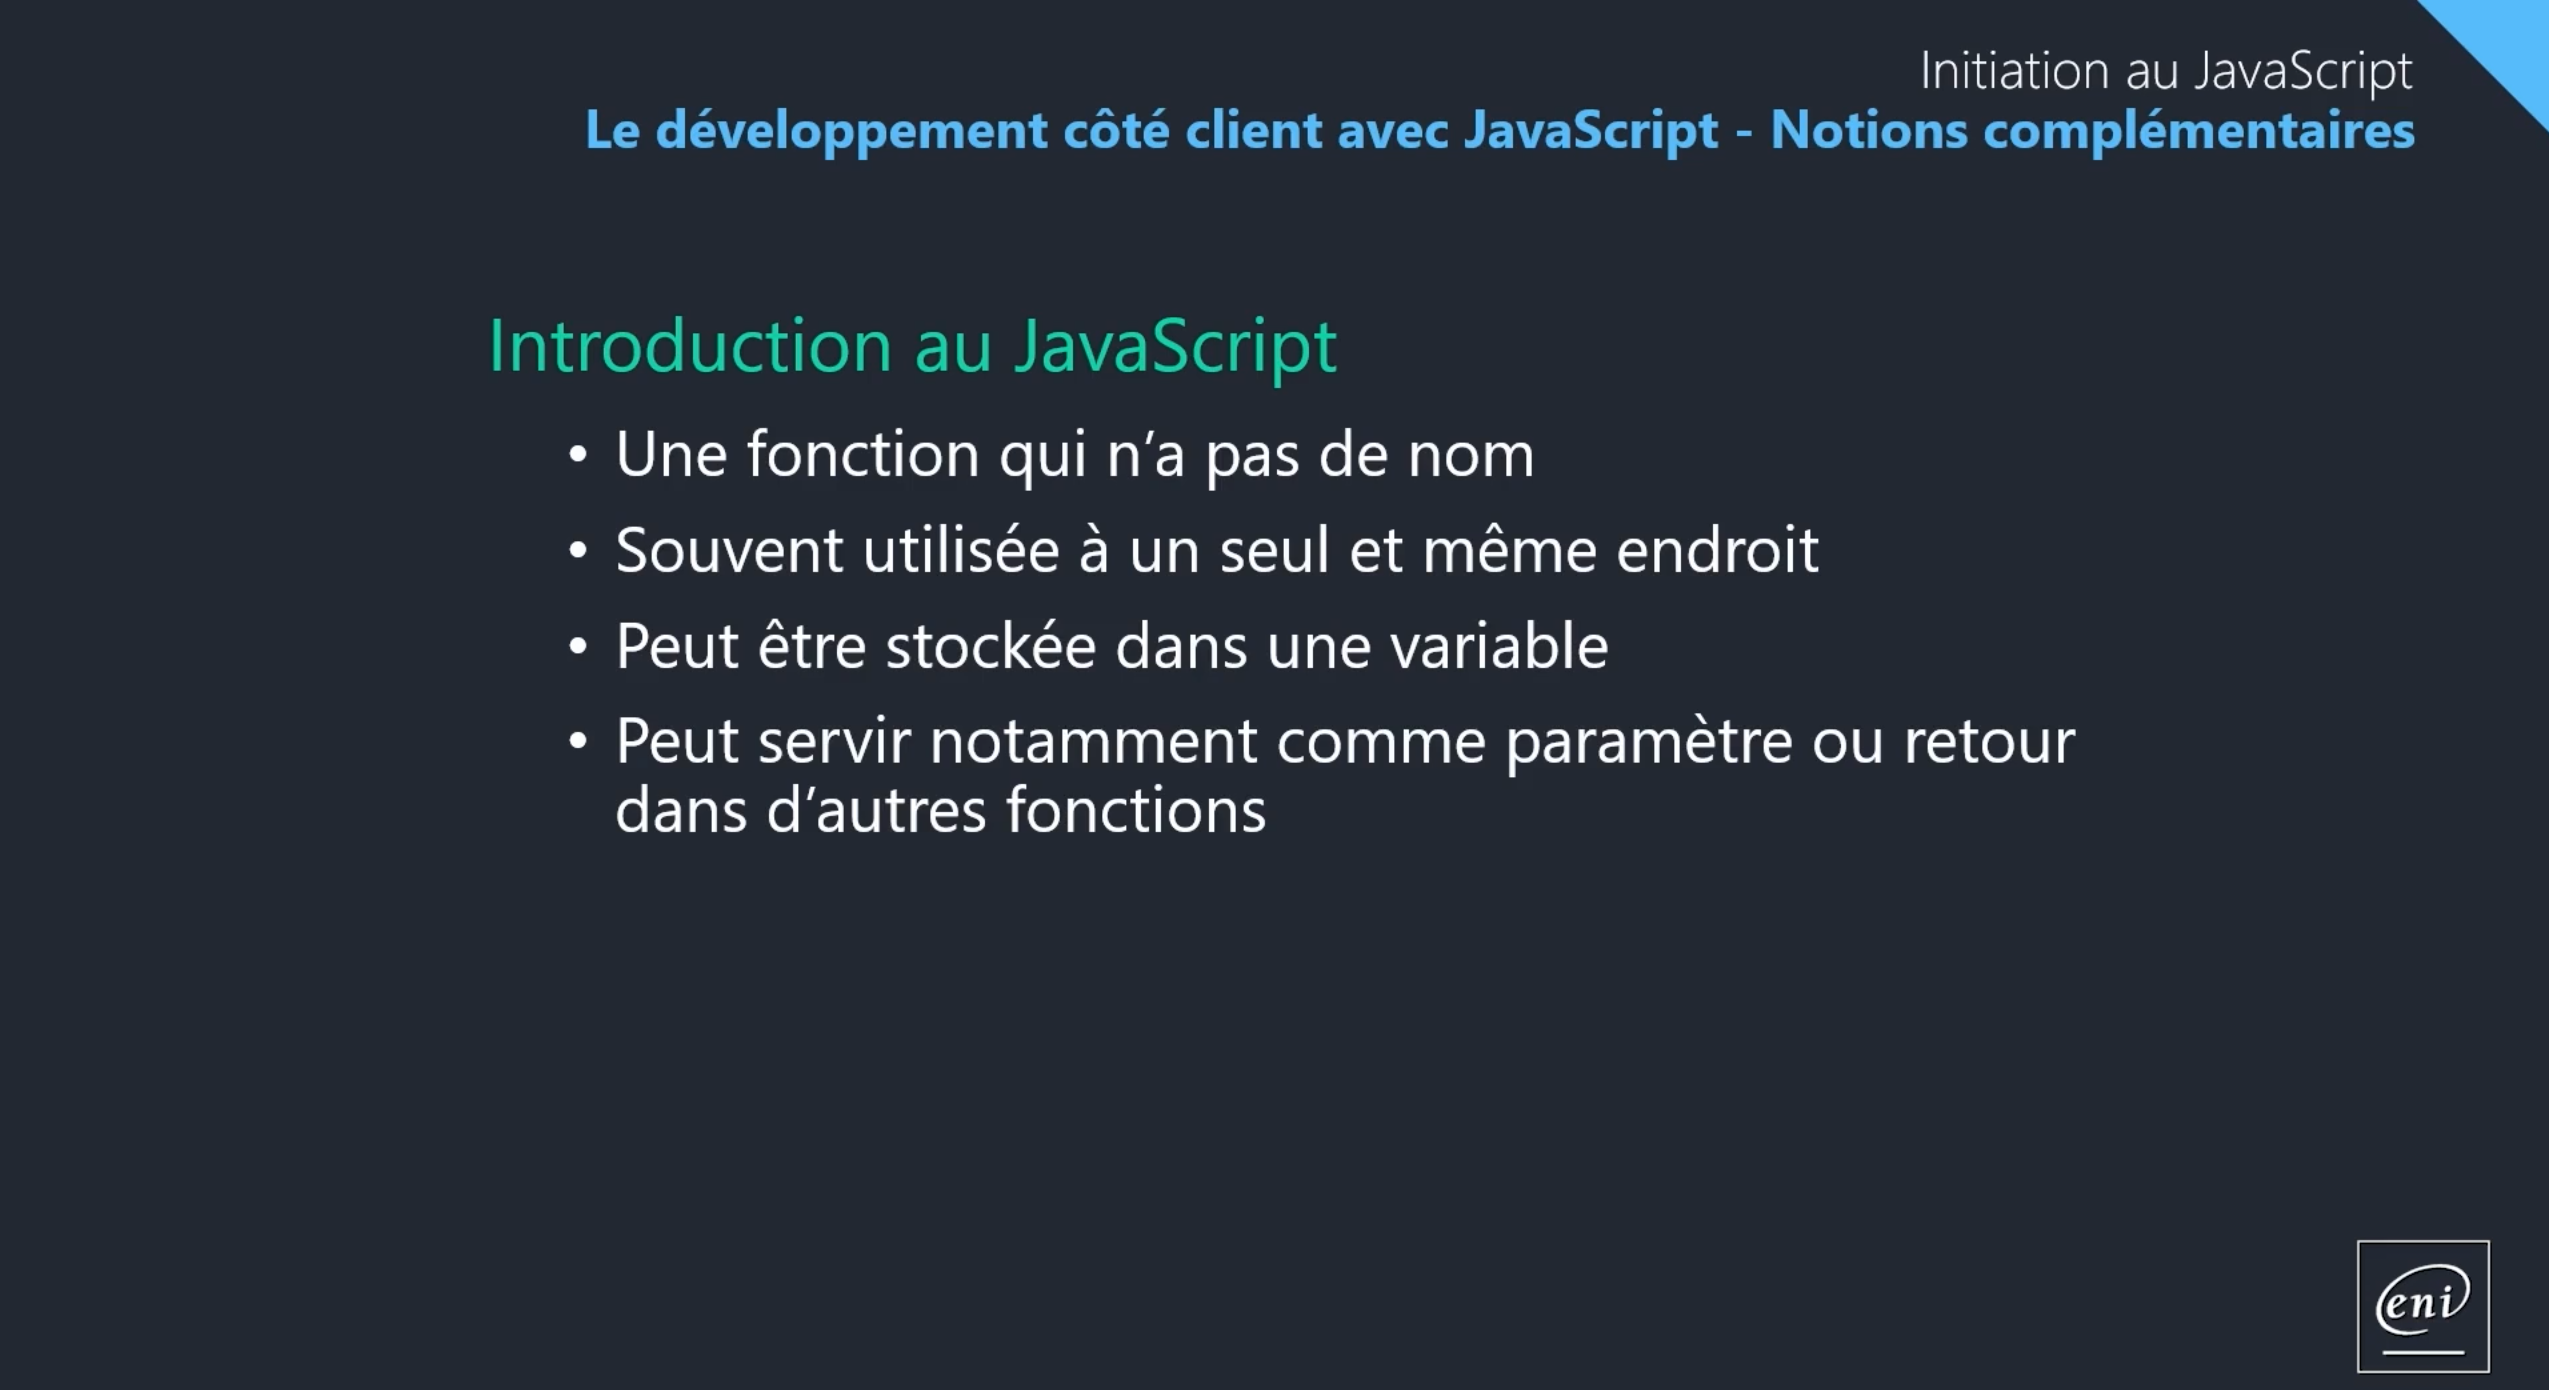 Initiation au JavaScript
Le développement côté client avec JavaScript - Notions complémentaires
Introduction au JavaScript
• Une fonction qui n’a pas de nom
• Souvent utilisée à un seul et même endroit
• Peut être stockée dans une variable
• Peut servir notamment comme paramètre ou retour
dans d’autres fonctions
eni